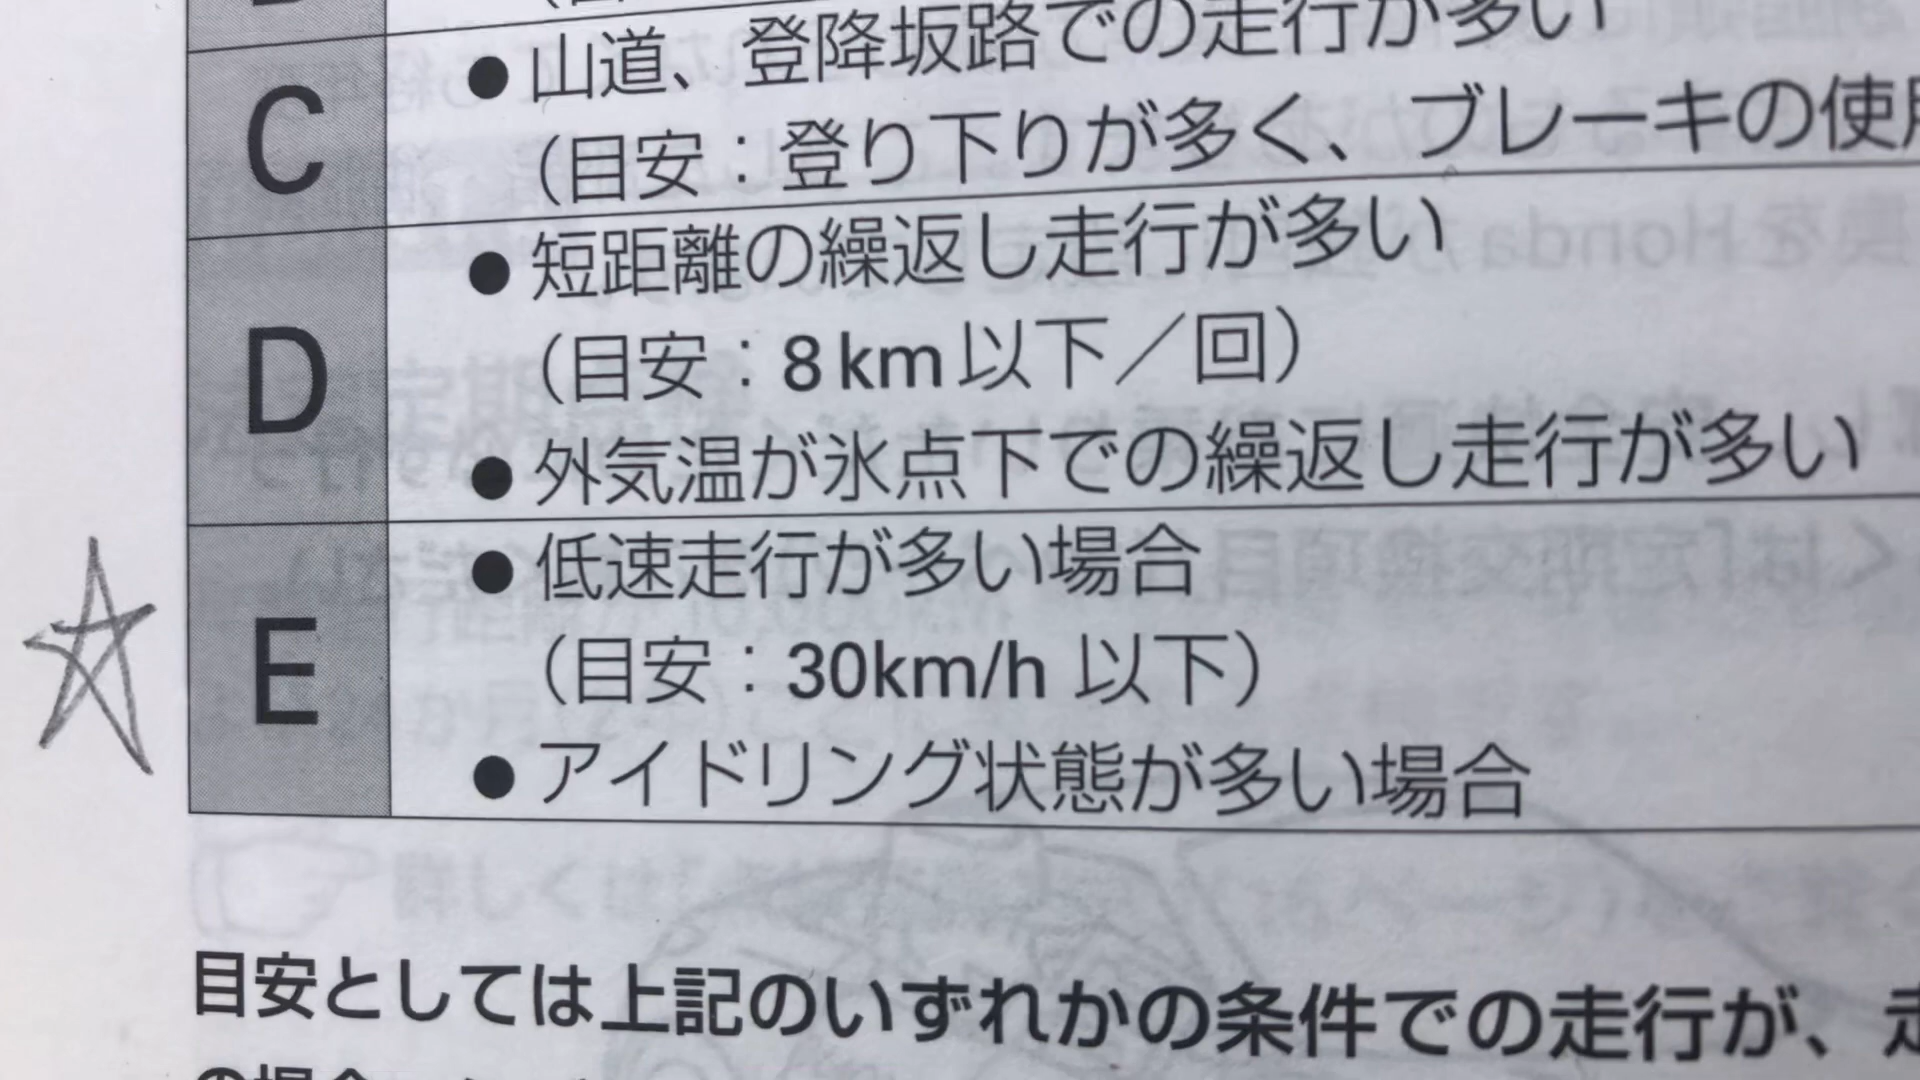 C
● 山道、登降坂路での走行が多い
（目安：登り下りが多く、ブレーキの使用
D
● 短距離の繰返し走行が多い
（目安：8km以下／回）
● 外気温が氷点下での繰返し走行が多い
E
● 低速走行が多い場合
（目安：30km/h 以下）
● アイドリング状態が多い場合
目安としては上記のいずれかの条件での走行が、走